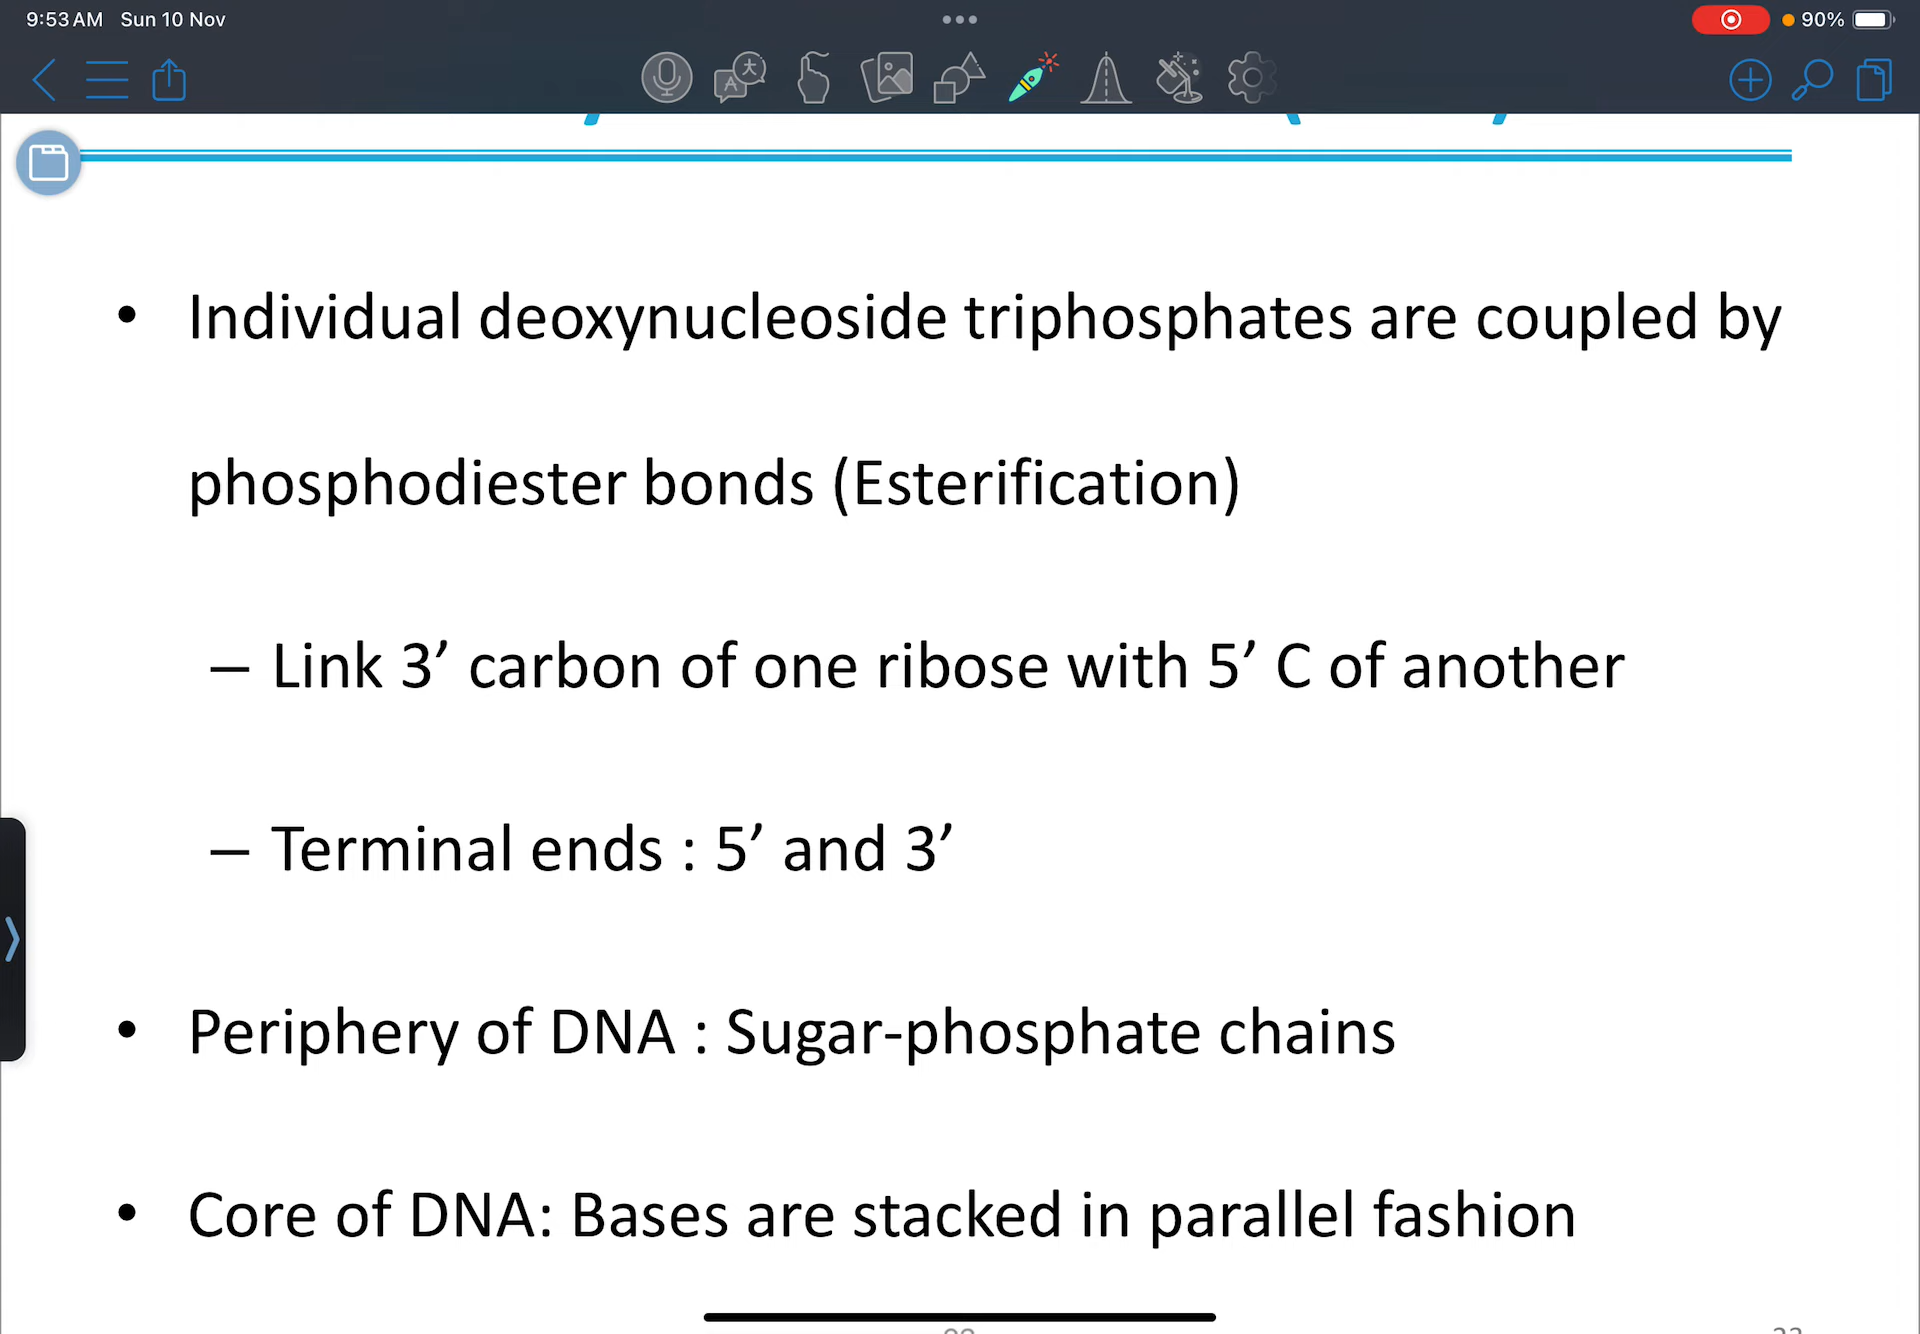 9:53 AM Sun 10 Nov
90%
• Individual deoxynucleoside triphosphates are coupled by
phosphodiester bonds (Esterification)
– Link 3’ carbon of one ribose with 5’ C of another
– Terminal ends : 5’ and 3’
• Periphery of DNA : Sugar-phosphate chains
• Core of DNA: Bases are stacked in parallel fashion